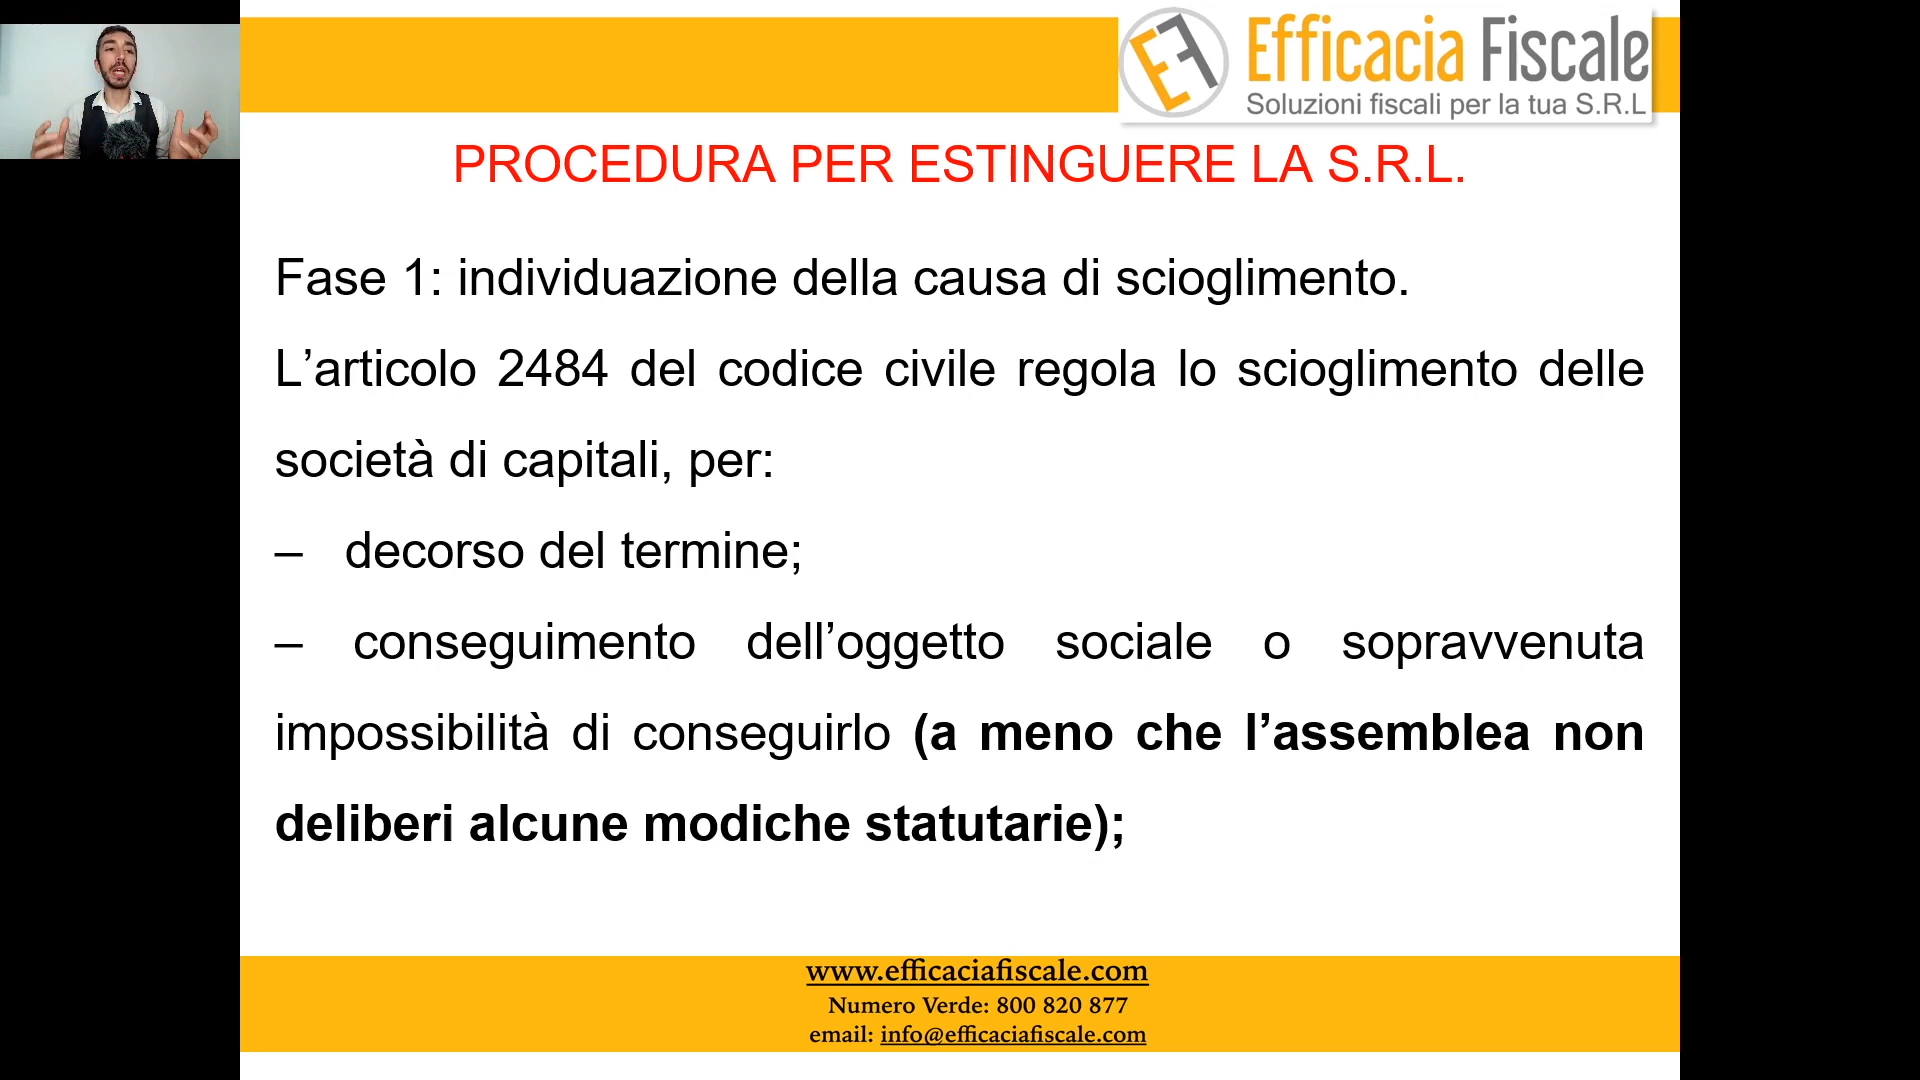 EF
Efficacia Fiscale
Soluzioni fiscali per la tua S.R.L
PROCEDURA PER ESTINGUERE LA S.R.L.
Fase 1: individuazione della causa di scioglimento.
L’articolo 2484 del codice civile regola lo scioglimento delle
società di capitali, per:
– decorso del termine;
– conseguimento dell’oggetto sociale o sopravvenuta
impossibilità di conseguirlo (a meno che l’assemblea non
deliberi alcune modiche statutarie);
www.efficaciafiscale.com
Numero Verde: 800 820 877
email: info@efficaciafiscale.com